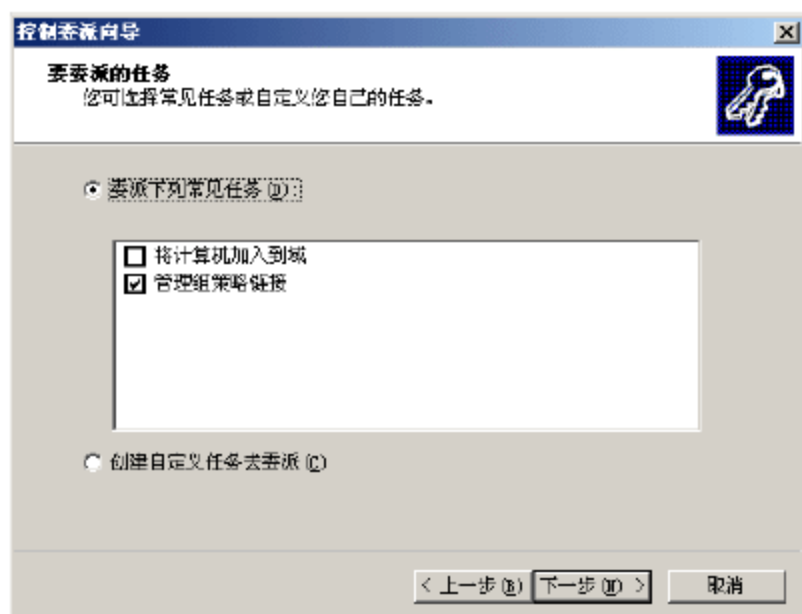 控制委派向导
要委派的任务
您可选择常见任务或自定义您自己的任务。
委派下列常见任务(D):
将计算机加入到域
管理组策略链接
创建自定义任务去委派(C)
< 上一步(B)
下一步(N) >
取消